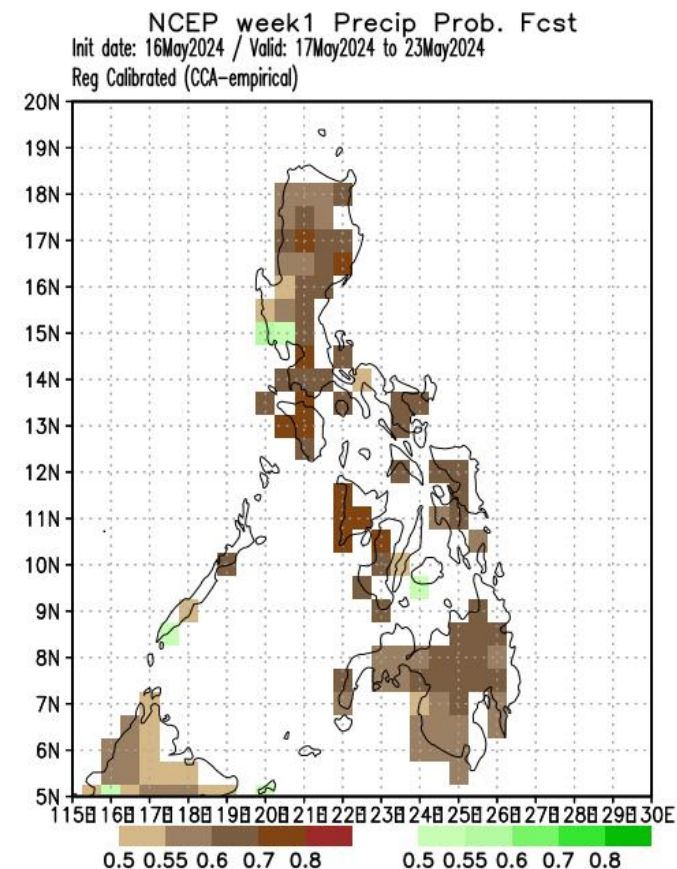 NCEP week1 Precip Prob. Fcst
Init date: 16May2024 / Valid: 17May2024 to 23May2024
Reg Calibrated (CCA-empirical)
20N
19N
18N
17N
16N
15N
14N
13N
12N
11N
10N
9N
8N
7N
6N
5N
115E 116E 117E 118E 119E 120E 121E 122E 123E 124E 125E 126E 127E 128E 129E 130E
0.5 0.55 0.6 0.7 0.8 0.5 0.55 0.6 0.7 0.8